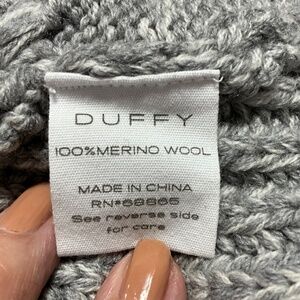 DUFFY
100%MERINO WOOL
MADE IN CHINA
RN#68865
See reverse side
for care